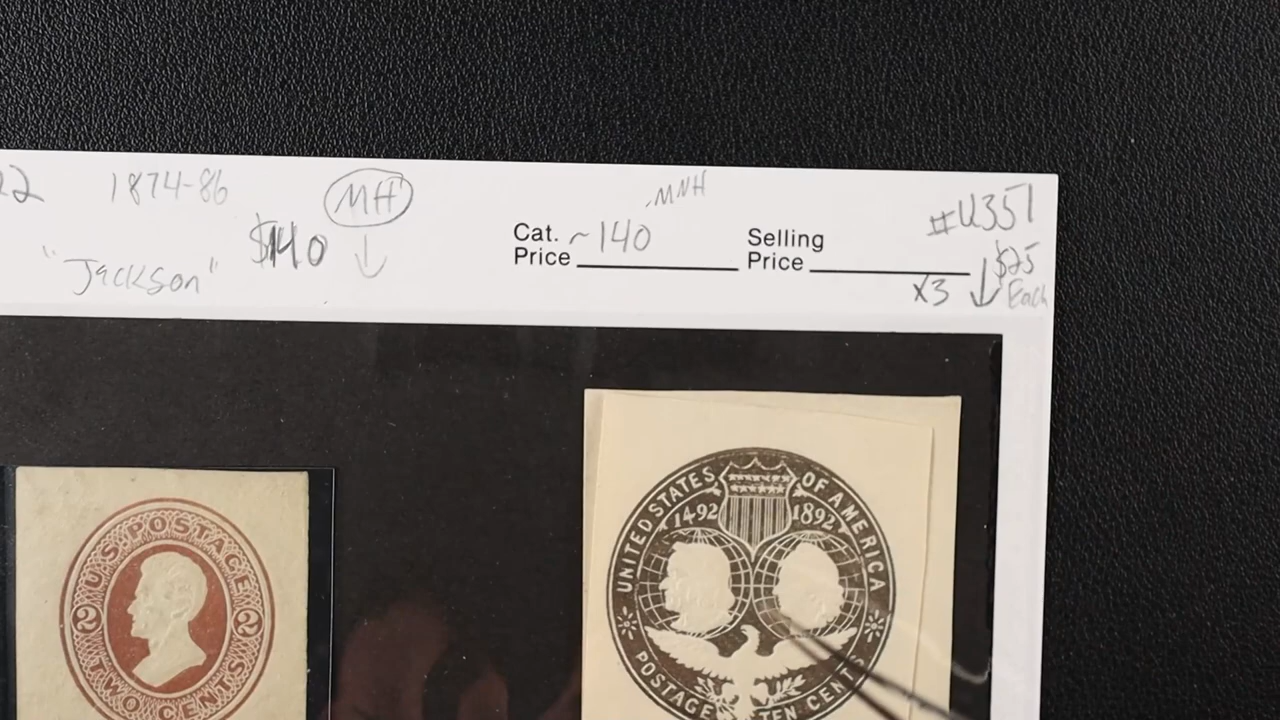 22 1874-86 MH
"Jackson" $140
MNH
Cat. Price ~140
Selling Price
#U351
x3 $25 Each
U.S. POSTAGE
2 2
TWO CENTS
UNITED STATES OF AMERICA
1492 1892
POSTAGE TEN CENTS